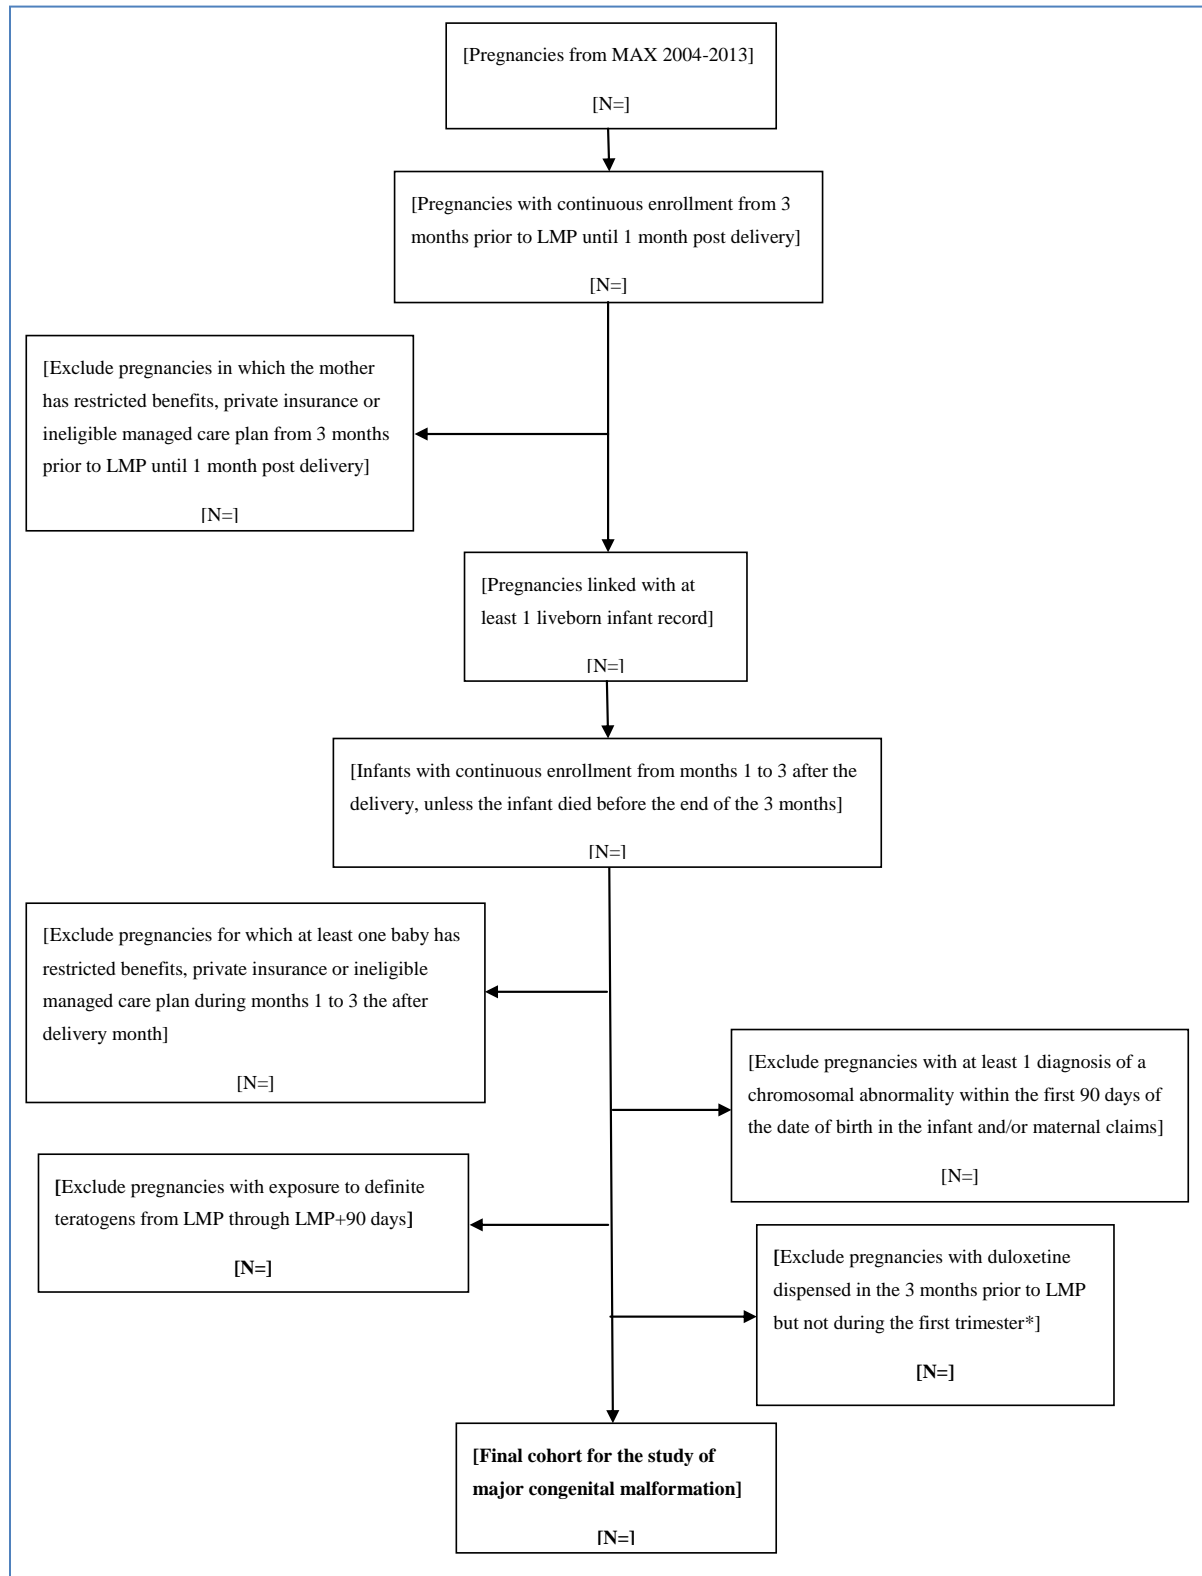 [Pregnancies from MAX 2004-2013]
[N=]
[Pregnancies with continuous enrollment from 3
months prior to LMP until 1 month post delivery]
[N=]
[Exclude pregnancies in which the mother
has restricted benefits, private insurance or
ineligible managed care plan from 3 months
prior to LMP until 1 month post delivery]
[N=]
[Pregnancies linked with at
least 1 liveborn infant record]
[N=]
[Infants with continuous enrollment from months 1 to 3 after the
delivery, unless the infant died before the end of the 3 months]
[N=]
[Exclude pregnancies for which at least one baby has
restricted benefits, private insurance or ineligible
managed care plan during months 1 to 3 the after
delivery month]
[N=]
[Exclude pregnancies with at least 1 diagnosis of a
chromosomal abnormality within the first 90 days of
the date of birth in the infant and/or maternal claims]
[N=]
[Exclude pregnancies with exposure to definite
teratogens from LMP through LMP+90 days]
[N=]
[Exclude pregnancies with duloxetine
dispensed in the 3 months prior to LMP
but not during the first trimester*]
[N=]
[Final cohort for the study of
major congenital malformation]
[N=]